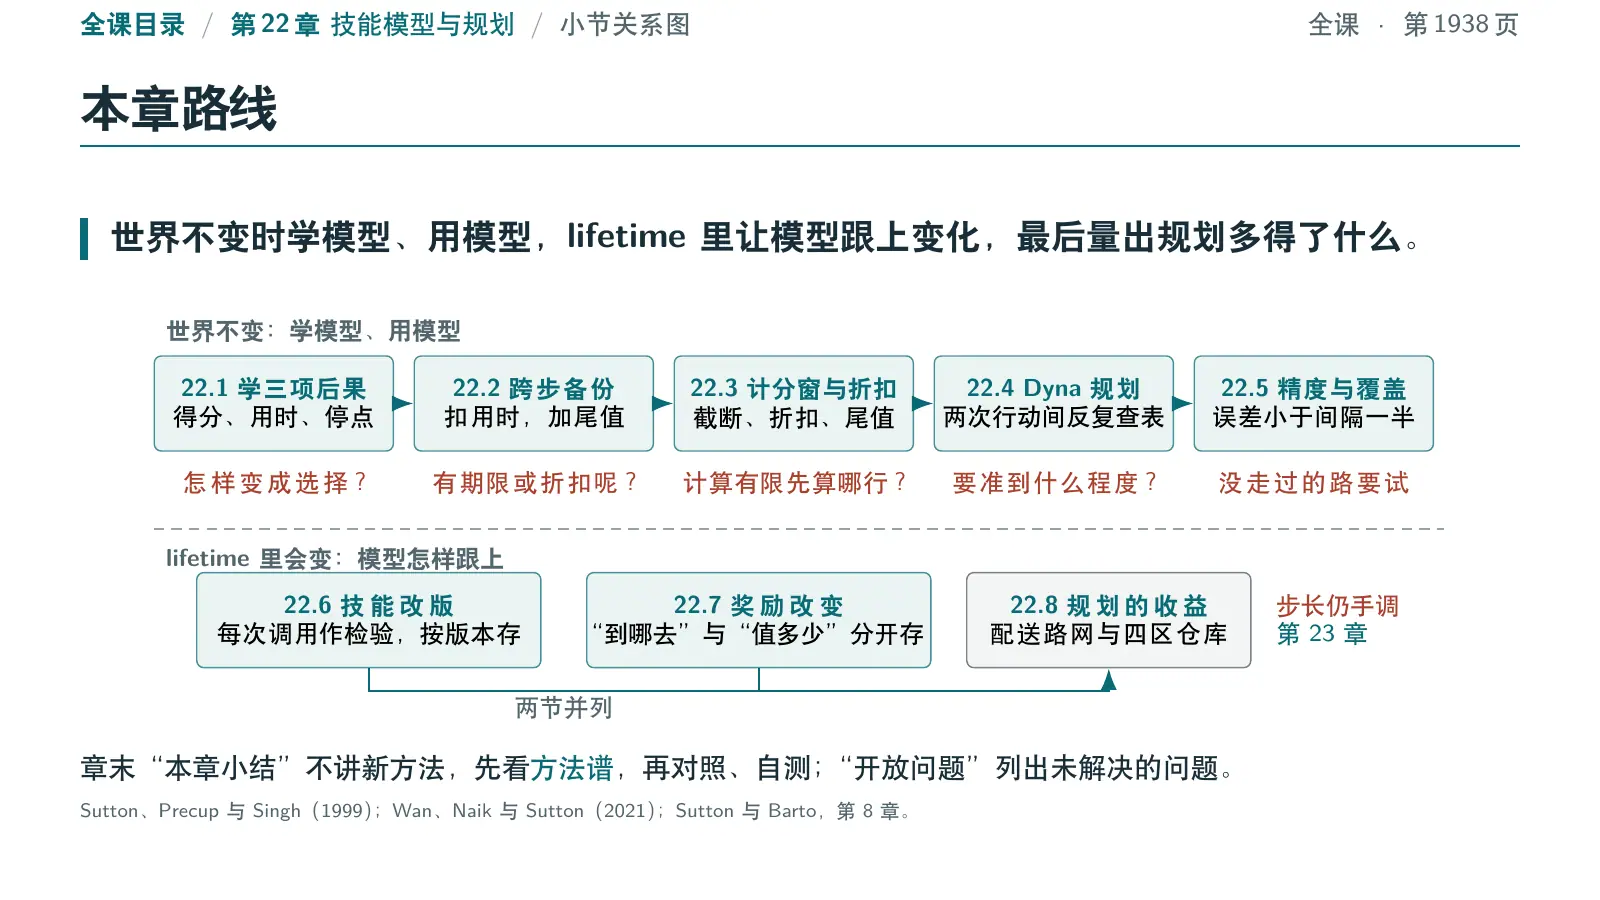 全课目录 / 第 22 章 技能模型与规划 / 小节关系图
全课 · 第 1938 页
本章路线
世界不变时学模型、用模型，lifetime 里让模型跟上变化，最后量出规划多得了什么。
世界不变：学模型、用模型
22.1 学三项后果
得分、用时、停点
22.2 跨步备份
扣用时，加尾值
22.3 计分窗与折扣
截断、折扣、尾值
22.4 Dyna 规划
两次行动间反复查表
22.5 精度与覆盖
误差小于间隔一半
怎样变成选择？
有期限或折扣呢？
计算有限先算哪行？
要准到什么程度？
没走过的路要试
lifetime 里会变：模型怎样跟上
22.6 技能改版
每次调用作检验，按版本存
22.7 奖励改变
“到哪去”与“值多少”分开存
22.8 规划的收益
配送路网与四区仓库
步长仍手调
第 23 章
两节并列
章末“本章小结”不讲新方法，先看方法谱，再对照、自测；“开放问题”列出未解决的问题。
Sutton、Precup 与 Singh（1999）；Wan、Naik 与 Sutton（2021）；Sutton 与 Barto，第 8 章。